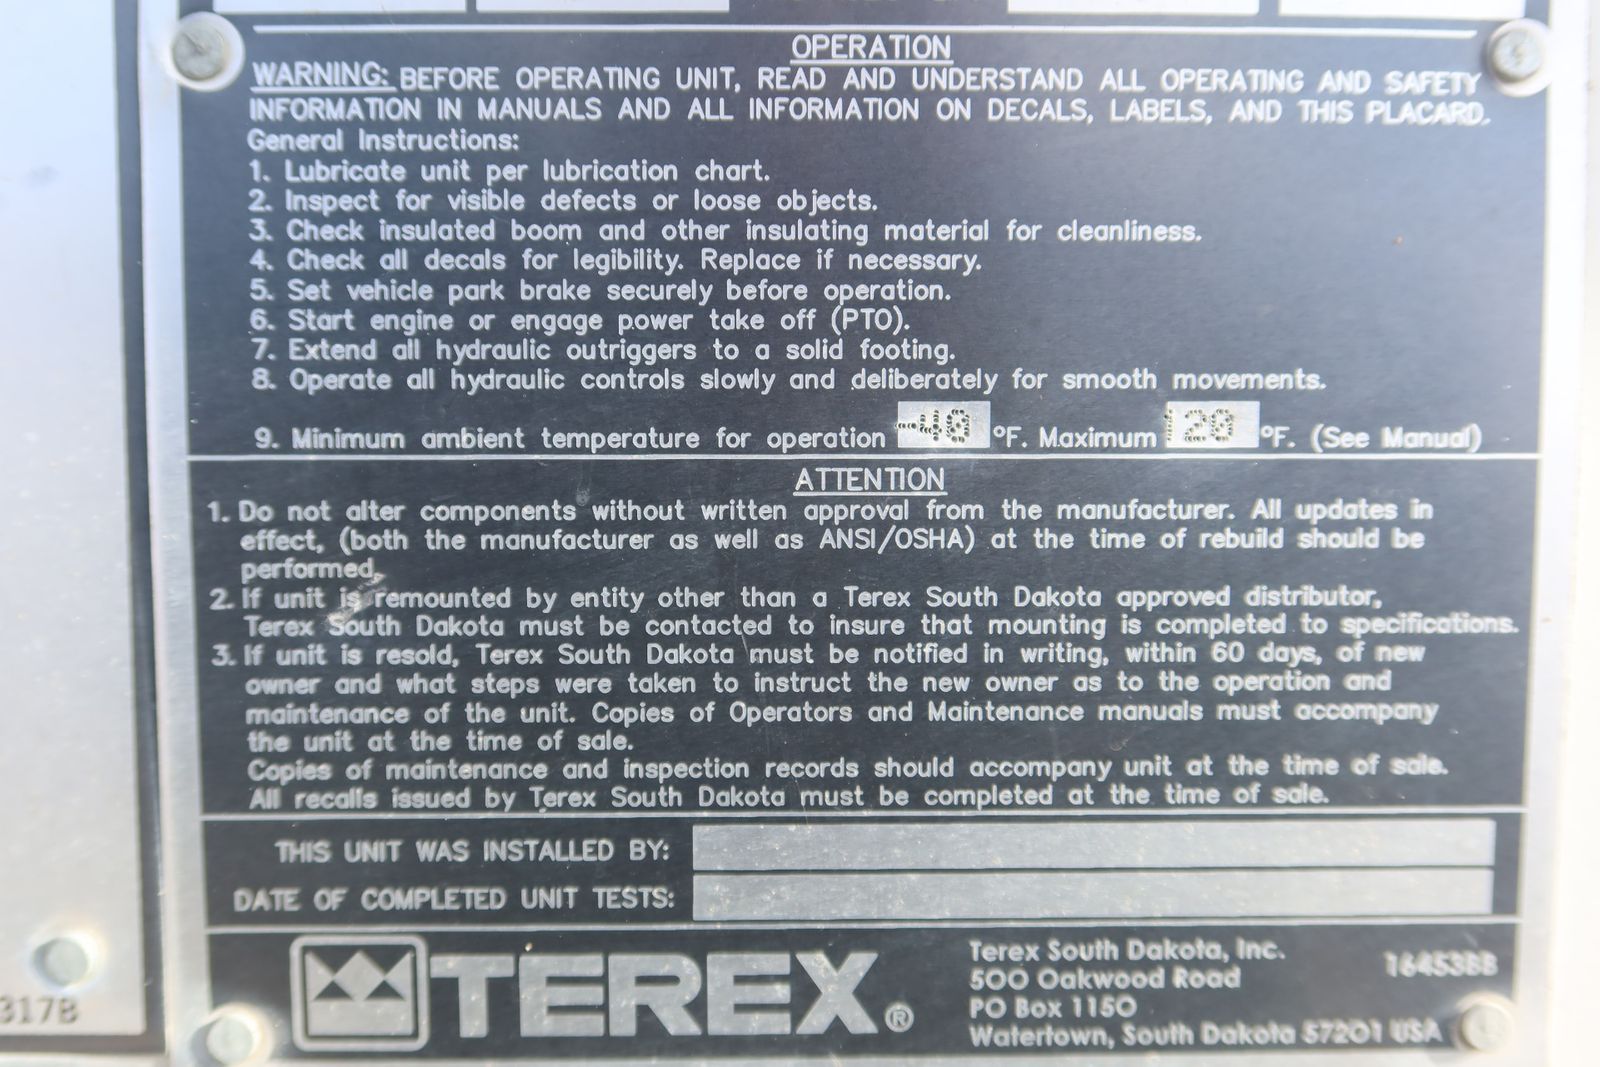 OPERATION
WARNING: BEFORE OPERATING UNIT, READ AND UNDERSTAND ALL OPERATING AND SAFETY
INFORMATION IN MANUALS AND ALL INFORMATION ON DECALS, LABELS, AND THIS PLACARD.
General Instructions:
1. Lubricate unit per lubrication chart.
2. Inspect for visible defects or loose objects.
3. Check insulated boom and other insulating material for cleanliness.
4. Check all decals for legibility. Replace if necessary.
5. Set vehicle park brake securely before operation.
6. Start engine or engage power take off (PTO).
7. Extend all hydraulic outriggers to a solid footing.
8. Operate all hydraulic controls slowly and deliberately for smooth movements.
9. Minimum ambient temperature for operation -40 °F. Maximum 120 °F. (See Manual)
ATTENTION
1. Do not alter components without written approval from the manufacturer. All updates in
effect, (both the manufacturer as well as ANSI/OSHA) at the time of rebuild should be
performed.
2. If unit is remounted by entity other than a Terex South Dakota approved distributor,
Terex South Dakota must be contacted to insure that mounting is completed to specifications.
3. If unit is resold, Terex South Dakota must be notified in writing, within 60 days, of new
owner and what steps were taken to instruct the new owner as to the operation and
maintenance of the unit. Copies of Operators and Maintenance manuals must accompany
the unit at the time of sale.
Copies of maintenance and inspection records should accompany unit at the time of sale.
All recalls issued by Terex South Dakota must be completed at the time of sale.
THIS UNIT WAS INSTALLED BY:
DATE OF COMPLETED UNIT TESTS:
TEREX®
Terex South Dakota, Inc.
500 Oakwood Road
PO Box 1150
Watertown, South Dakota 57201 USA
164538B
317B